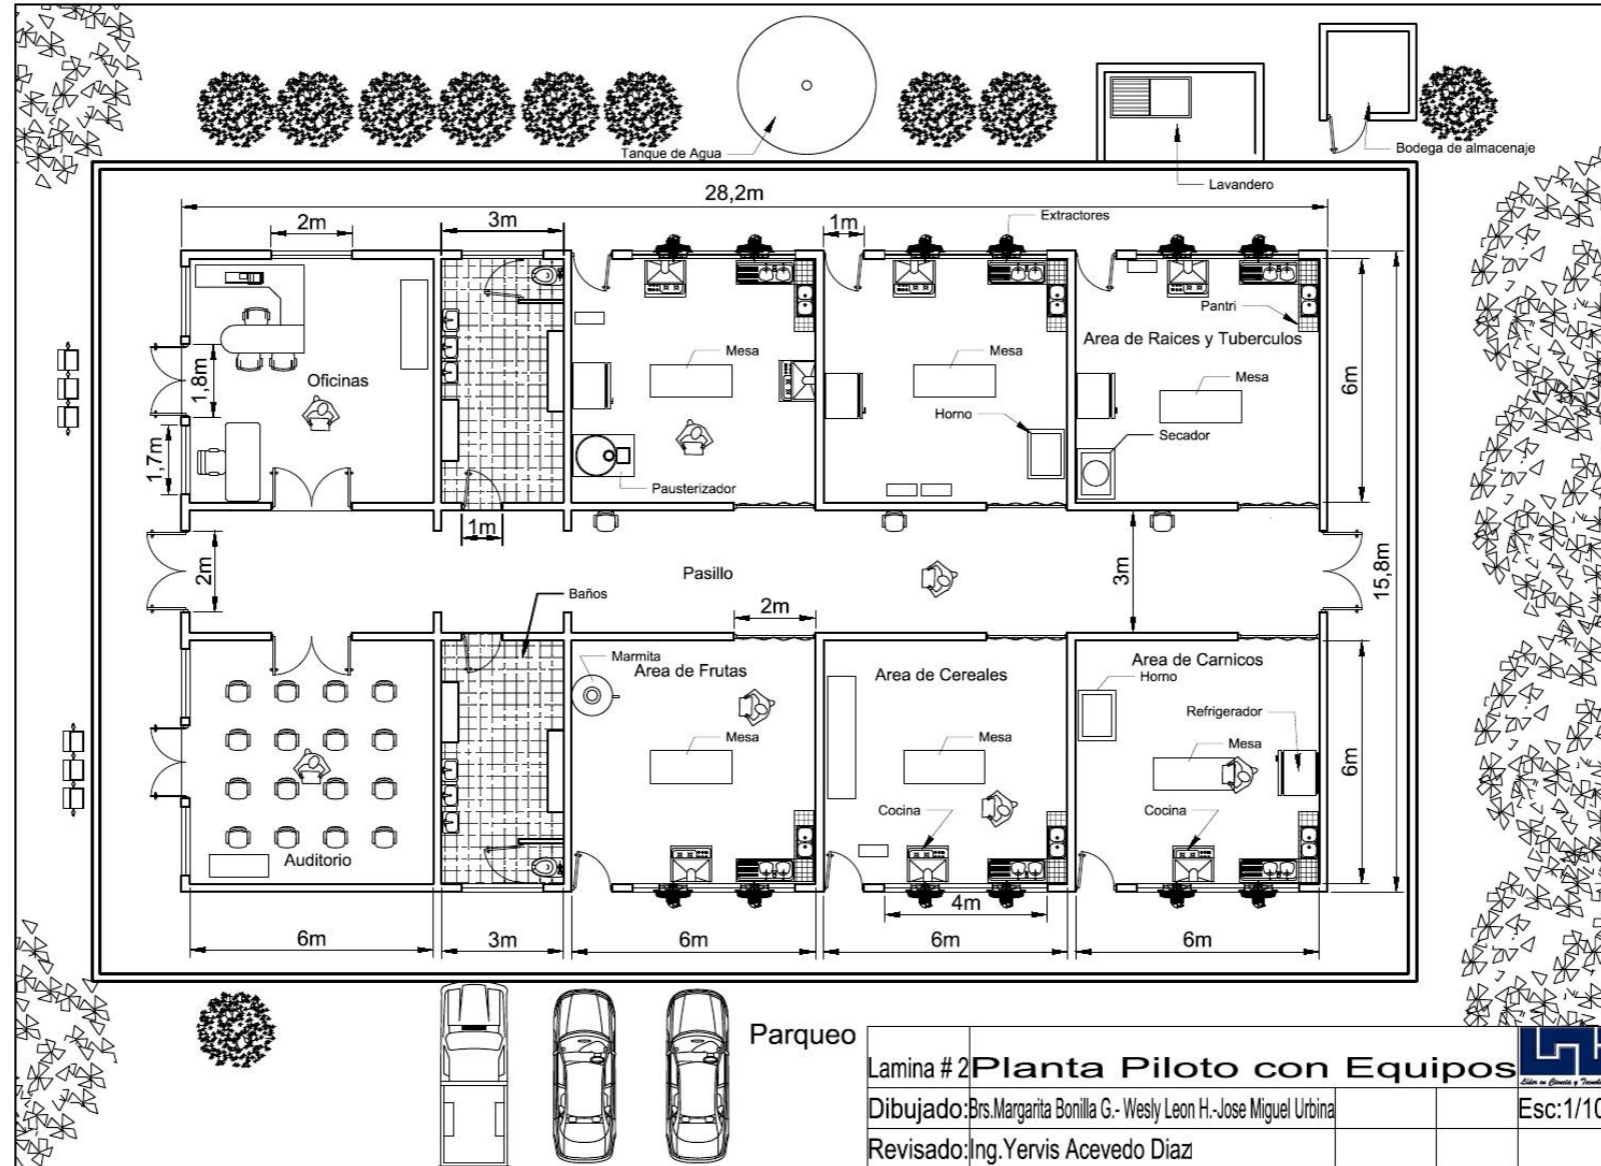 Tanque de Agua
Bodega de almacenaje
Lavandero
28,2m
2m
3m
1m
Extractores
Pantri
Area de Raices y Tuberculos
Mesa
Mesa
Mesa
Oficinas
1,8m
6m
Horno
Secador
1,7m
Pausterizador
1m
2m
Pasillo
3m
15,8m
Baños
2m
Marmita
Area de Frutas
Area de Cereales
Area de Carnicos
Horno
Refrigerador
Mesa
Mesa
Mesa
6m
Cocina
Cocina
Auditorio
4m
6m
3m
6m
6m
6m
Parqueo
Lamina # 2
Planta Piloto con Equipos
Líder en Ciencia y
Dibujado:
Brs.Margarita Bonilla G.- Wesly Leon H.-Jose Miguel Urbina
Esc:1/10
Revisado:
Ing.Yervis Acevedo Diaz